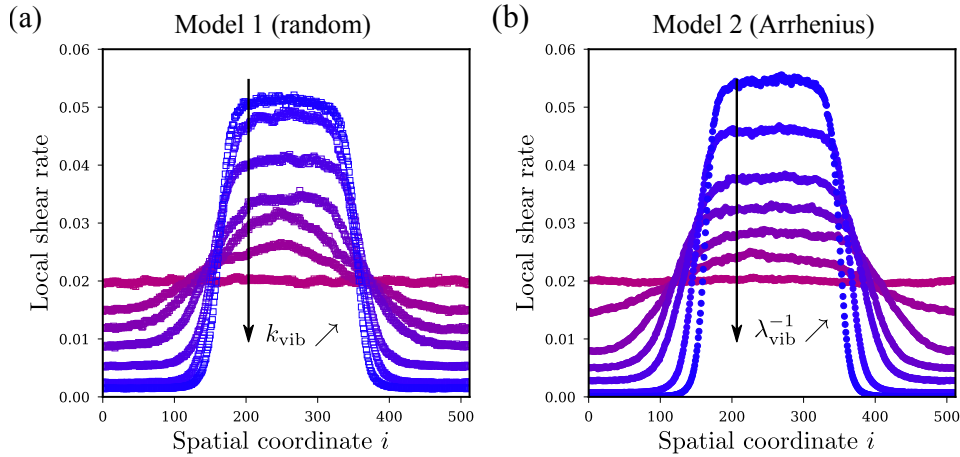 (a)
Model 1 (random)
0.06
0.05
0.04
0.03
0.02
0.01
0.00
Local shear rate
k_vib ↗
0 100 200 300 400 500
Spatial coordinate i
(b)
Model 2 (Arrhenius)
0.06
0.05
0.04
0.03
0.02
0.01
0.00
Local shear rate
λ_vib^{-1} ↗
0 100 200 300 400 500
Spatial coordinate i